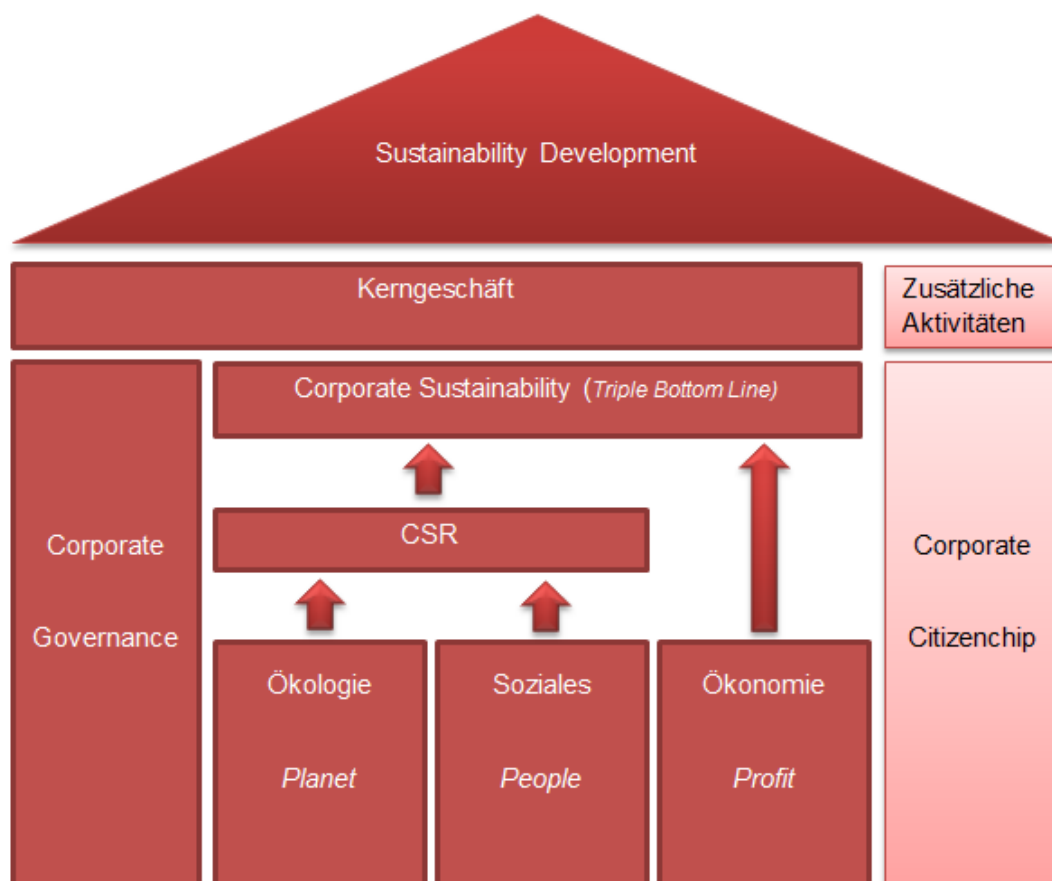 Sustainability Development
Kerngeschäft
Zusätzliche
Aktivitäten
Corporate Sustainability (Triple Bottom Line)
CSR
Corporate
Governance
Ökologie
Planet
Soziales
People
Ökonomie
Profit
Corporate
Citizenchip